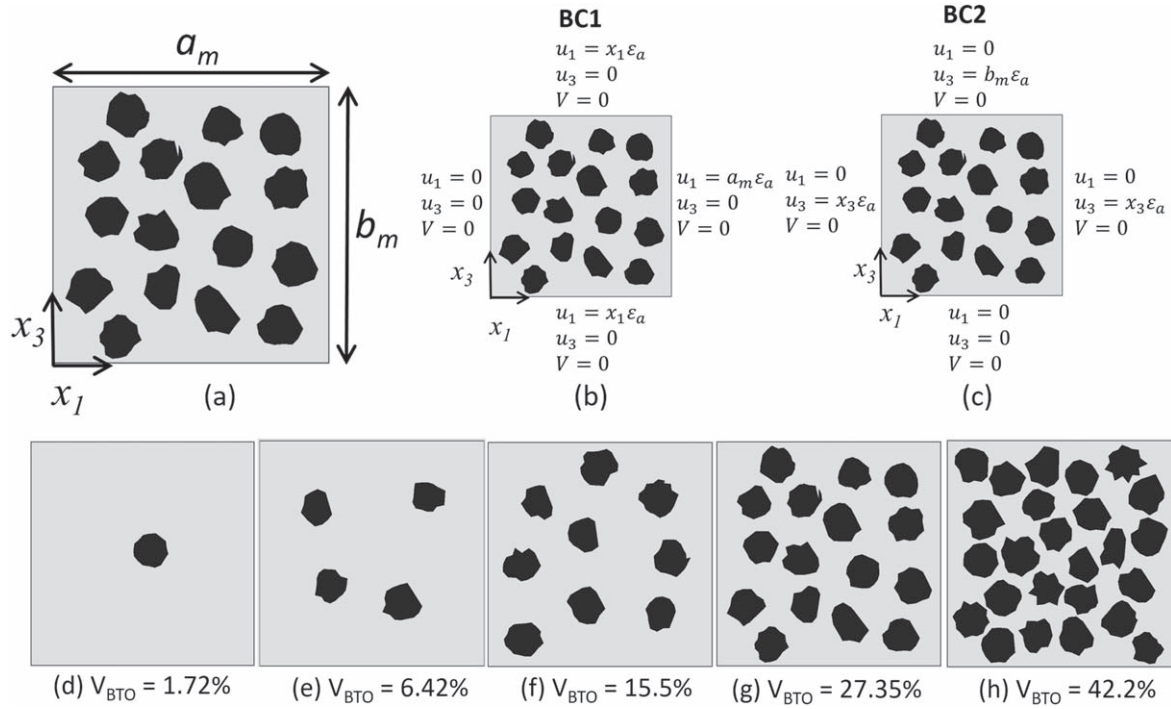 a_m
b_m
x_3
x_1
(a)
BC1
u_1 = x_1ε_a
u_3 = 0
V = 0
u_1 = 0
u_3 = 0
V = 0
u_1 = a_mε_a
u_3 = 0
V = 0
x_3
x_1
u_1 = x_1ε_a
u_3 = 0
V = 0
(b)
BC2
u_1 = 0
u_3 = b_mε_a
V = 0
u_1 = 0
u_3 = x_3ε_a
V = 0
u_1 = 0
u_3 = x_3ε_a
V = 0
x_3
x_1
u_1 = 0
u_3 = 0
V = 0
(c)
(d) V_BTO = 1.72%
(e) V_BTO = 6.42%
(f) V_BTO = 15.5%
(g) V_BTO = 27.35%
(h) V_BTO = 42.2%